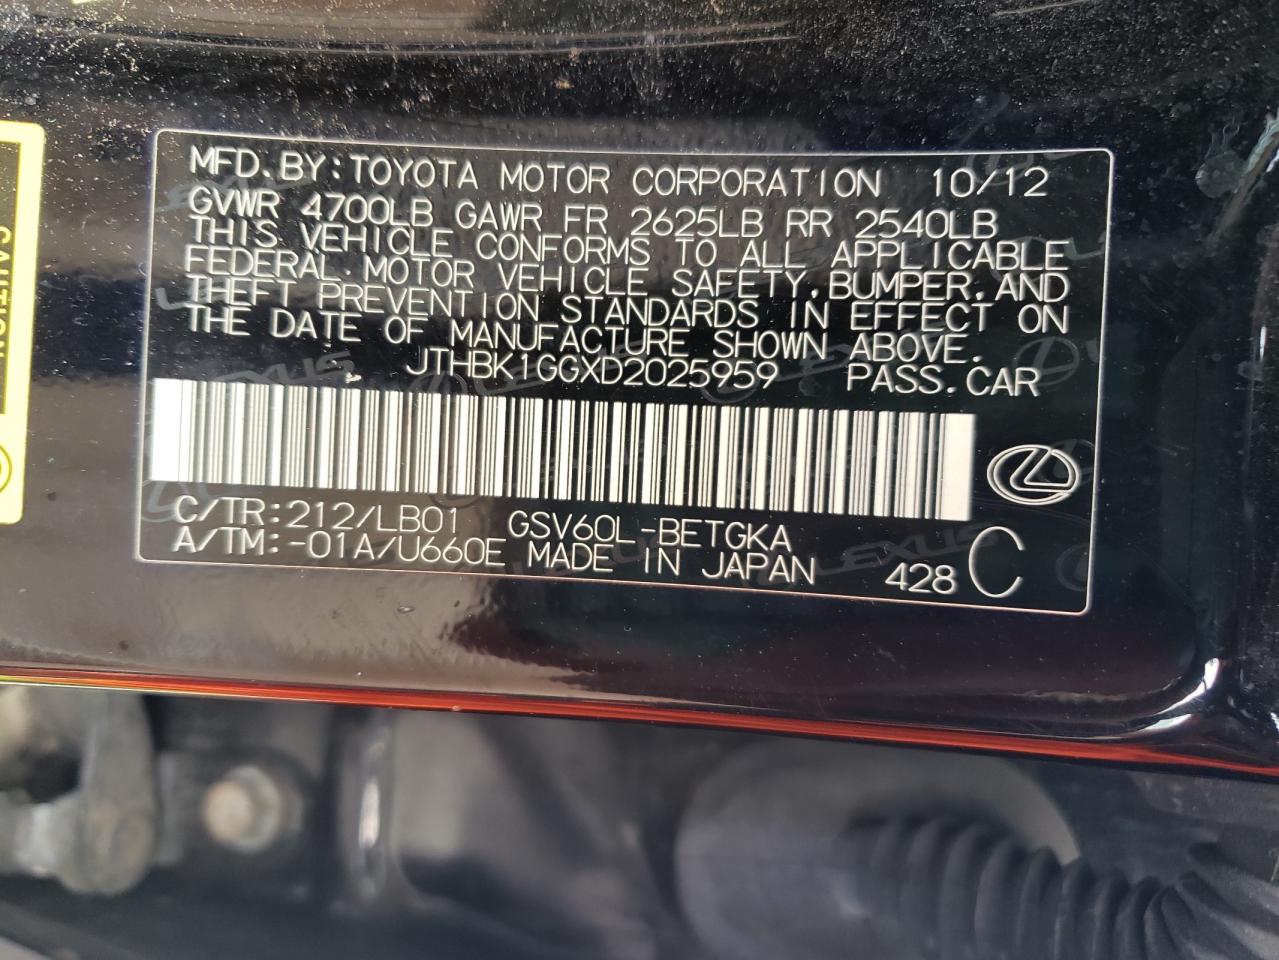 MFD. BY: TOYOTA MOTOR CORPORATION 10/12
GVWR 4700LB GAWR FR 2625LB RR 2540LB
THIS VEHICLE CONFORMS TO ALL APPLICABLE
FEDERAL MOTOR VEHICLE SAFETY, BUMPER, AND
THEFT PREVENTION STANDARDS IN EFFECT ON
THE DATE OF MANUFACTURE SHOWN ABOVE.
JTHBK1GGXD2025959 PASS. CAR
C/TR: 212/LB01 GSV60L-BETGKA
A/TM: -01A/U660E MADE IN JAPAN 428 C
CAUTION
LEXUS